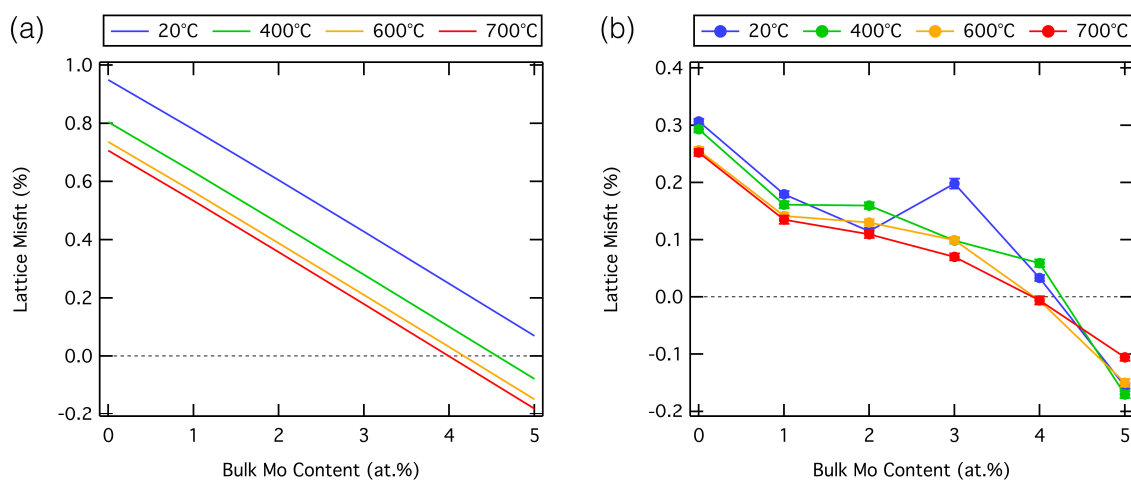 (a)
20°C 400°C 600°C 700°C
1.0
0.8
0.6
0.4
0.2
0.0
-0.2
Lattice Misfit (%)
0 1 2 3 4 5
Bulk Mo Content (at.%)
(b)
20°C 400°C 600°C 700°C
0.4
0.3
0.2
0.1
0.0
-0.1
-0.2
Lattice Misfit (%)
0 1 2 3 4 5
Bulk Mo Content (at.%)